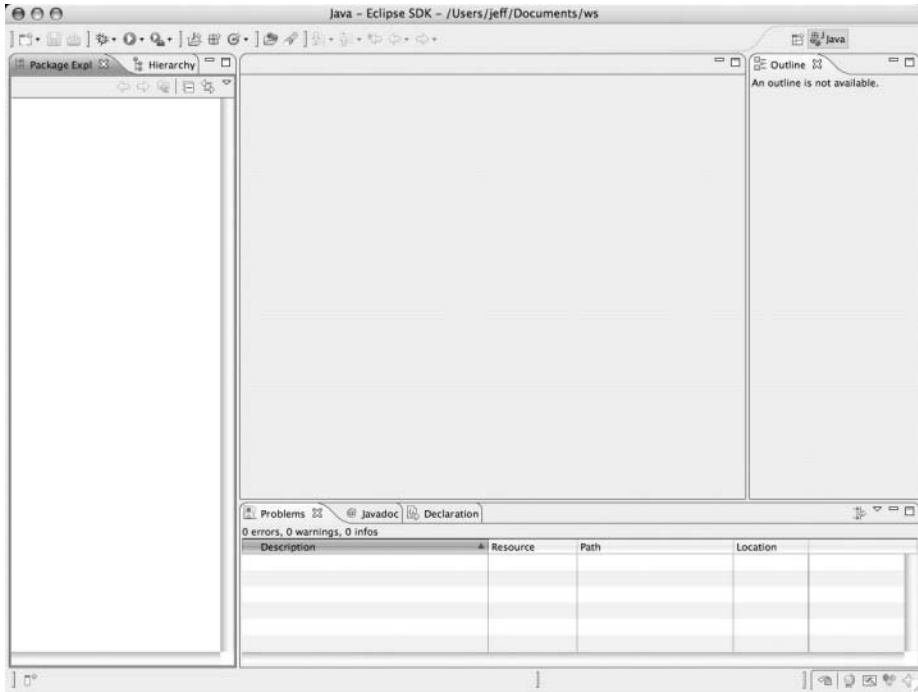 Java – Eclipse SDK – /Users/jeff/Documents/ws
Java
Package Expl
Hierarchy
Outline
An outline is not available.
Problems
@ Javadoc
Declaration
0 errors, 0 warnings, 0 infos
Description
Resource
Path
Location